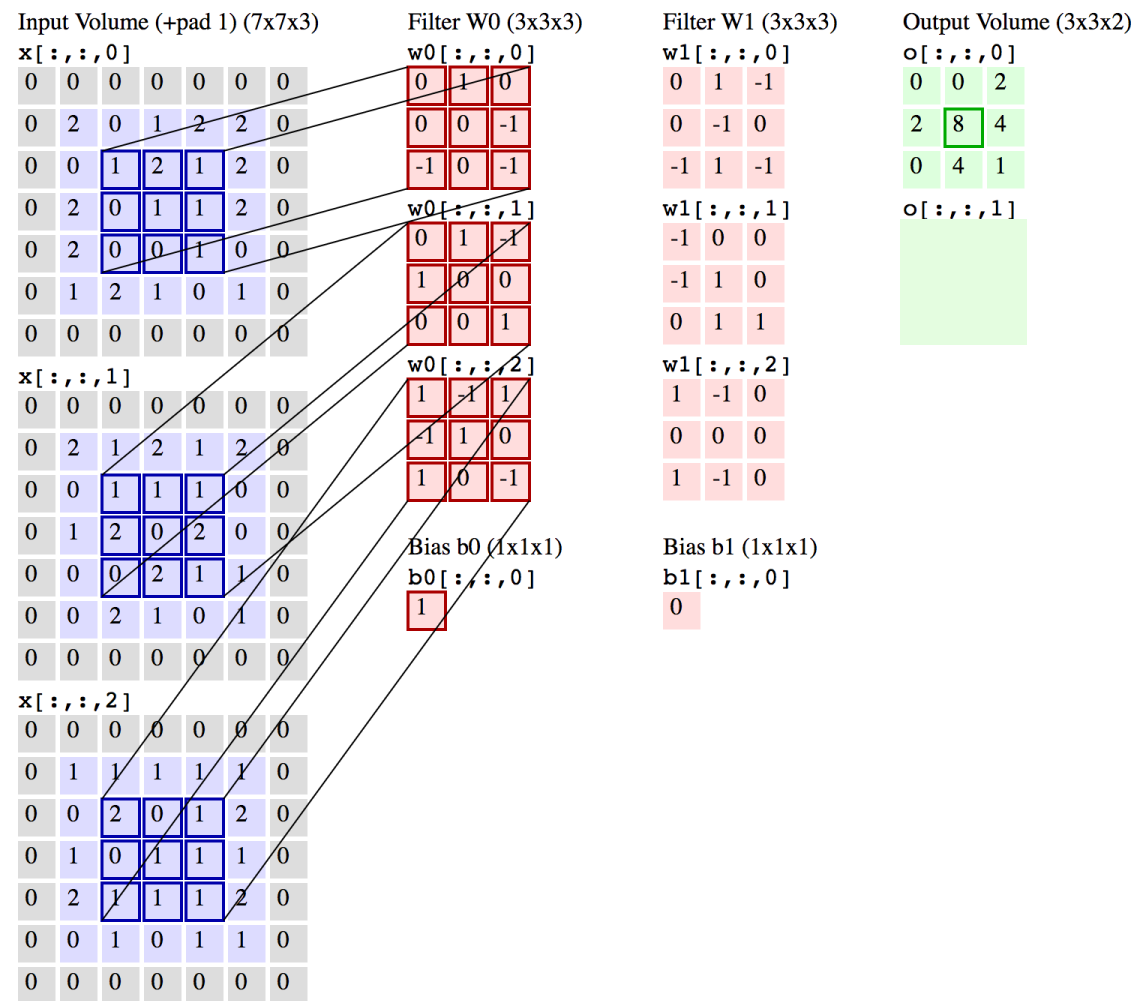 Input Volume (+pad 1) (7x7x3)
x[:,:,0]
0 0 0 0 0 0 0
0 2 0 1 2 2 0
0 0 1 2 1 2 0
0 2 0 1 1 2 0
0 2 0 0 1 0 0
0 1 2 1 0 1 0
0 0 0 0 0 0 0
x[:,:,1]
0 0 0 0 0 0 0
0 2 1 2 1 2 0
0 0 1 1 1 0 0
0 1 2 0 2 0 0
0 0 0 2 1 1 0
0 0 2 1 0 1 0
0 0 0 0 0 0 0
x[:,:,2]
0 0 0 0 0 0 0
0 1 1 1 1 1 0
0 0 2 0 1 2 0
0 1 0 1 1 1 0
0 2 1 1 1 2 0
0 0 1 0 1 1 0
0 0 0 0 0 0 0
Filter W0 (3x3x3)
w0[:,:,0]
0 1 0
0 0 -1
-1 0 -1
w0[:,:,1]
0 1 -1
1 0 0
0 0 1
w0[:,:,2]
1 -1 1
-1 1 0
1 0 -1
Bias b0 (1x1x1)
b0[:,:,0]
1
Filter W1 (3x3x3)
w1[:,:,0]
0 1 -1
0 -1 0
-1 1 -1
w1[:,:,1]
-1 0 0
-1 1 0
0 1 1
w1[:,:,2]
1 -1 0
0 0 0
1 -1 0
Bias b1 (1x1x1)
b1[:,:,0]
0
Output Volume (3x3x2)
o[:,:,0]
0 0 2
2 8 4
0 4 1
o[:,:,1]